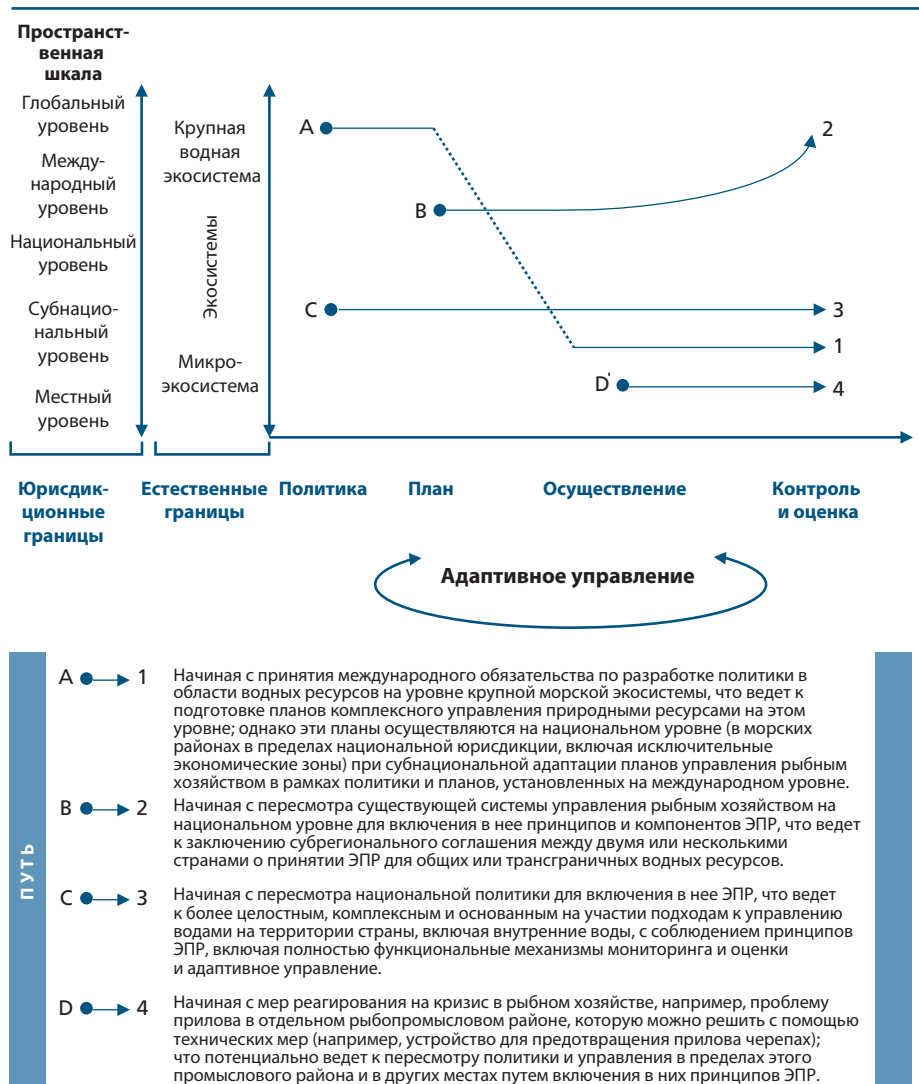 Пространст-
венная
шкала
Глобальный
уровень
Между-
народный
уровень
Национальный
уровень
Субнацио-
нальный
уровень
Местный
уровень
Крупная
водная
экосистема
Экосистемы
Микро-
экосистема
A
B
C
D
2
3
1
4
Юрисдик-
ционные
границы
Естественные
границы
Политика
План
Осуществление
Контроль
и оценка
Адаптивное управление
ПУТЬ
A 1
Начиная с принятия международного обязательства по разработке политики в
области водных ресурсов на уровне крупной морской экосистемы, что ведет к
подготовке планов комплексного управления природными ресурсами на этом
уровне; однако эти планы осуществляются на национальном уровне (в морских
районах в пределах национальной юрисдикции, включая исключительные
экономические зоны) при субнациональной адаптации планов управления рыбным
хозяйством в рамках политики и планов, установленных на международном уровне.
B 2
Начиная с пересмотра существующей системы управления рыбным хозяйством на
национальном уровне для включения в нее принципов и компонентов ЭПР, что ведет
к заключению субрегионального соглашения между двумя или несколькими
странами о принятии ЭПР для общих или трансграничных водных ресурсов.
C 3
Начиная с пересмотра национальной политики для включения в нее ЭПР, что ведет
к более целостным, комплексным и основанным на участии подходам к управлению
водами на территории страны, включая внутренние воды, с соблюдением принципов
ЭПР, включая полностью функциональные механизмы мониторинга и оценки
и адаптивное управление.
D 4
Начиная с мер реагирования на кризис в рыбном хозяйстве, например, проблему
прилова в отдельном рыбопромысловом районе, которую можно решить с помощью
технических мер (например, устройство для предотвращения прилова черепах);
что потенциально ведет к пересмотру политики и управления в пределах этого
промыслового района и в других местах путем включения в них принципов ЭПР.